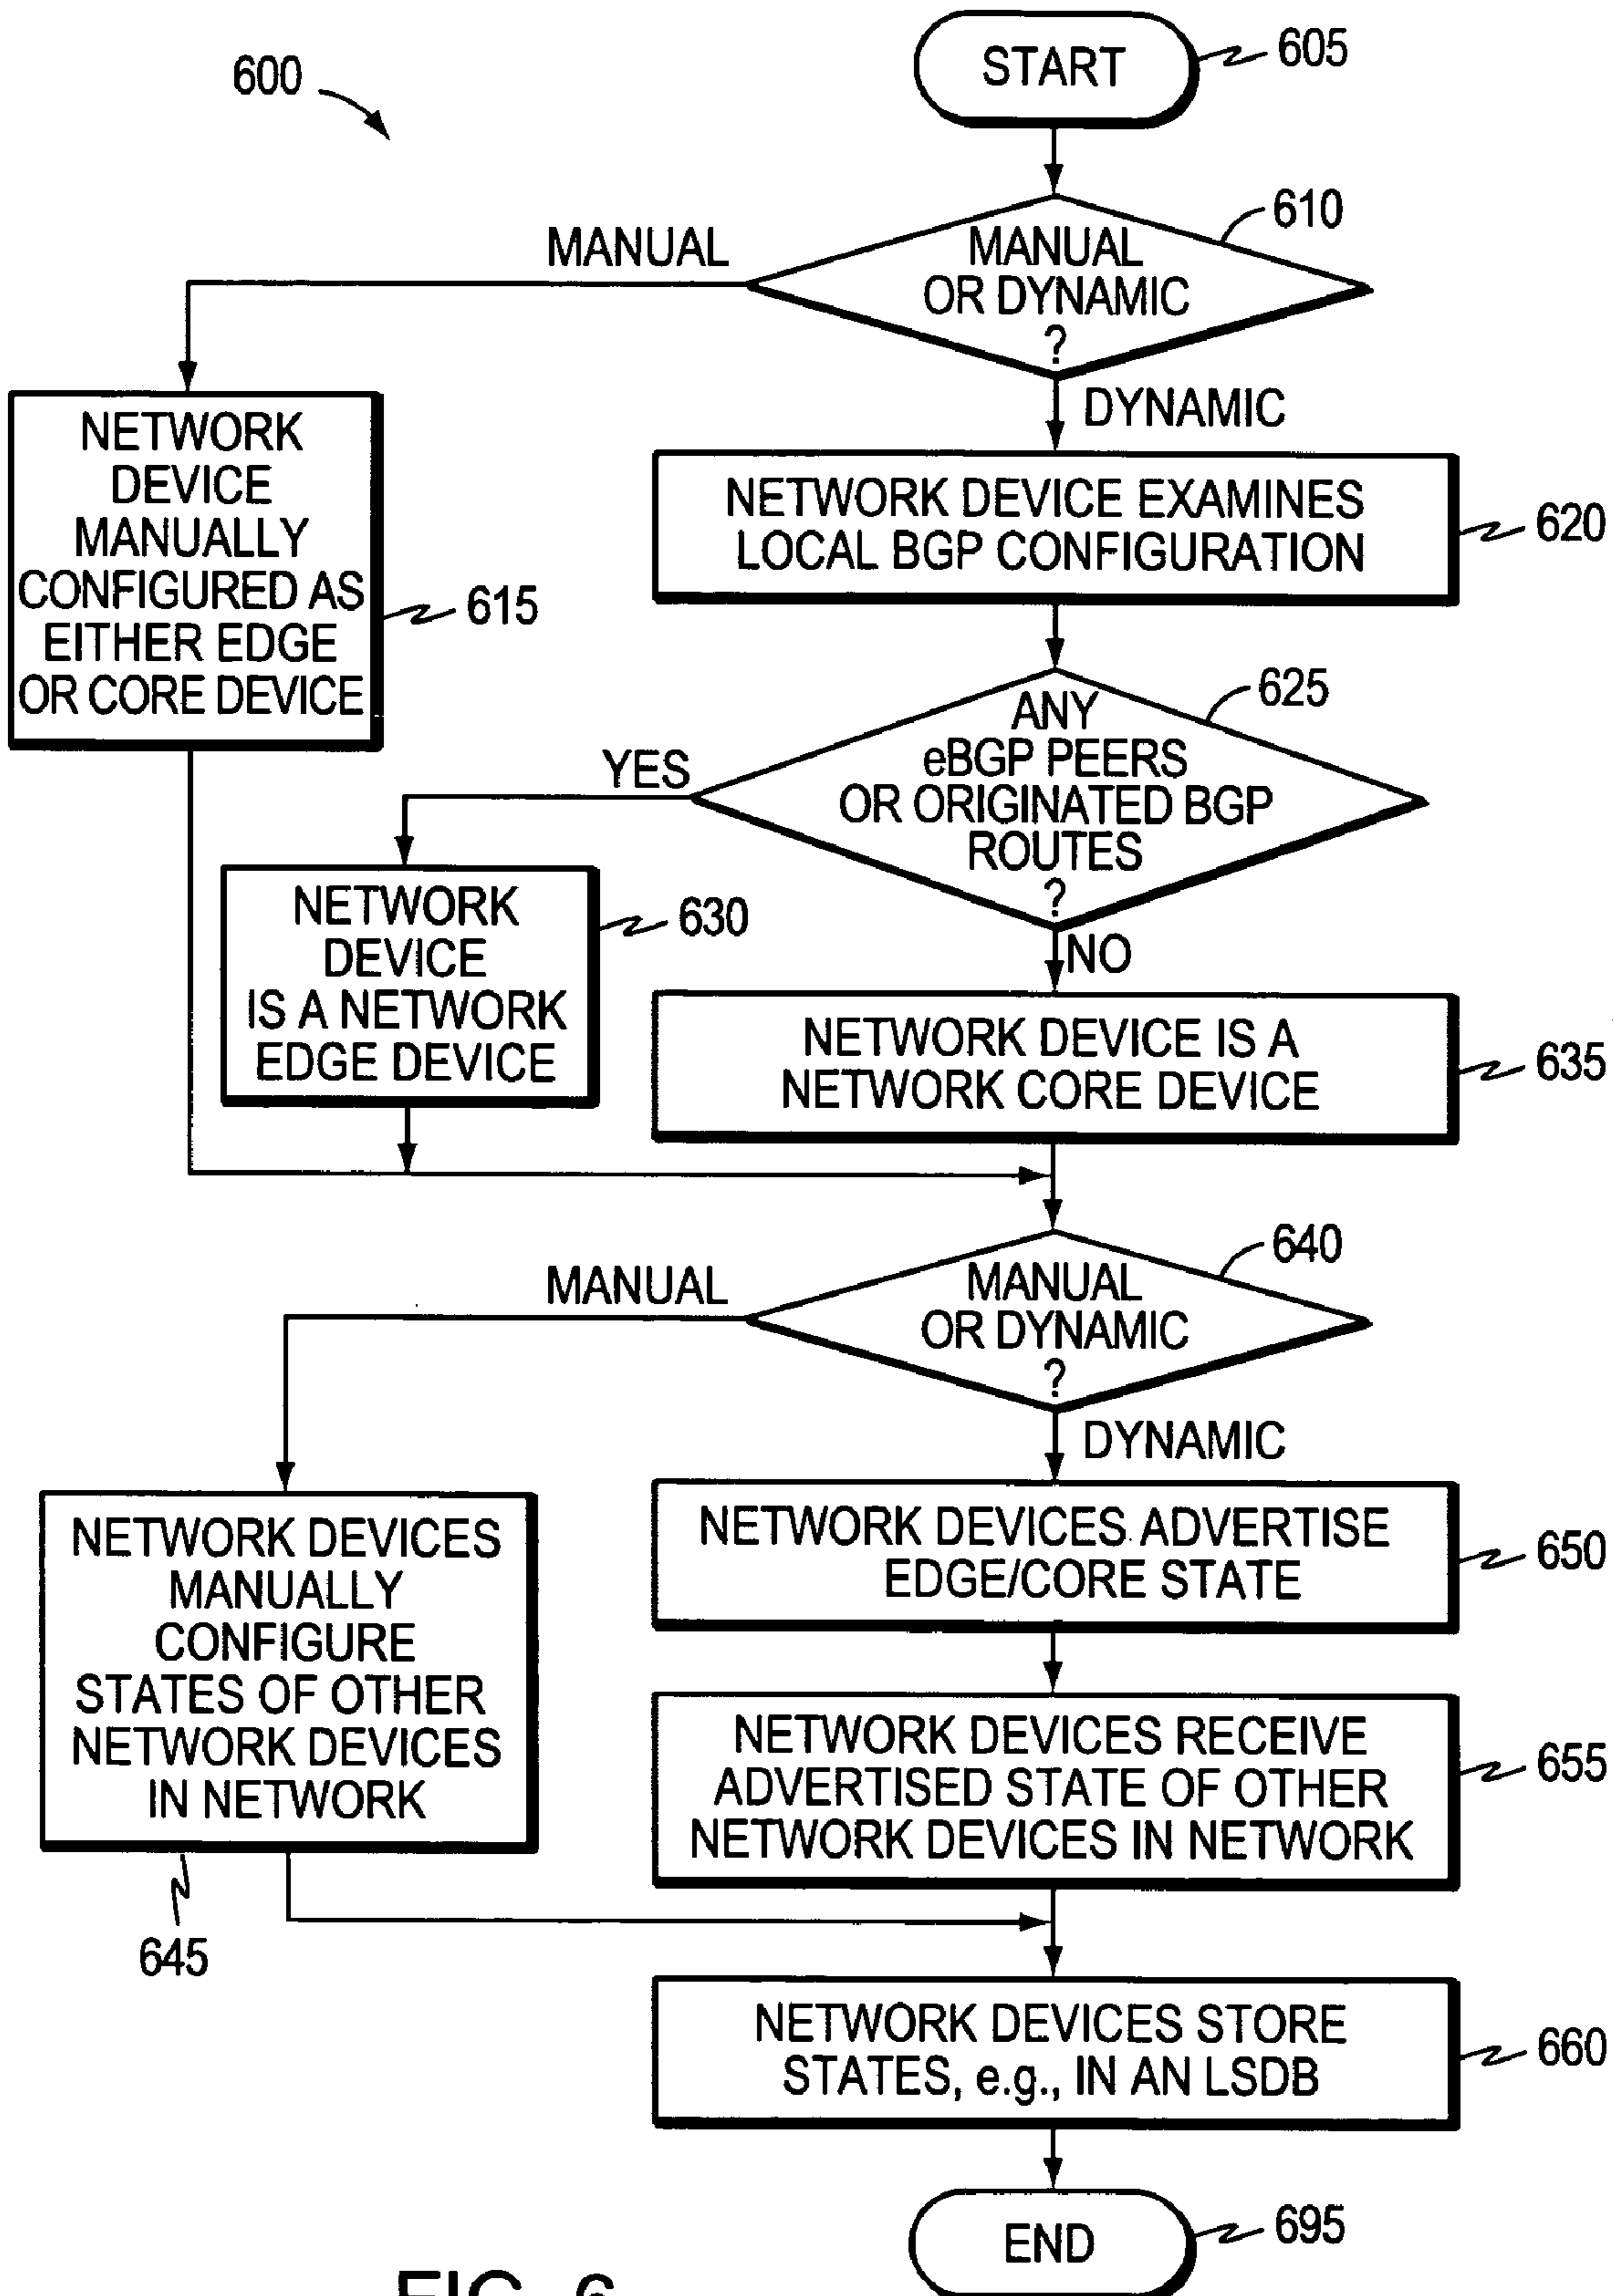 600
START
605
610
MANUAL
MANUAL
OR DYNAMIC
?
DYNAMIC
NETWORK
DEVICE
MANUALLY
CONFIGURED AS
EITHER EDGE
OR CORE DEVICE
615
NETWORK DEVICE EXAMINES
LOCAL BGP CONFIGURATION
620
625
ANY
eBGP PEERS
OR ORIGINATED BGP
ROUTES
?
YES
NO
NETWORK
DEVICE
IS A NETWORK
EDGE DEVICE
630
NETWORK DEVICE IS A
NETWORK CORE DEVICE
635
640
MANUAL
MANUAL
OR DYNAMIC
?
DYNAMIC
NETWORK DEVICES
MANUALLY
CONFIGURE
STATES OF OTHER
NETWORK DEVICES
IN NETWORK
645
NETWORK DEVICES ADVERTISE
EDGE/CORE STATE
650
NETWORK DEVICES RECEIVE
ADVERTISED STATE OF OTHER
NETWORK DEVICES IN NETWORK
655
NETWORK DEVICES STORE
STATES, e.g., IN AN LSDB
660
END
695
FIG. 6